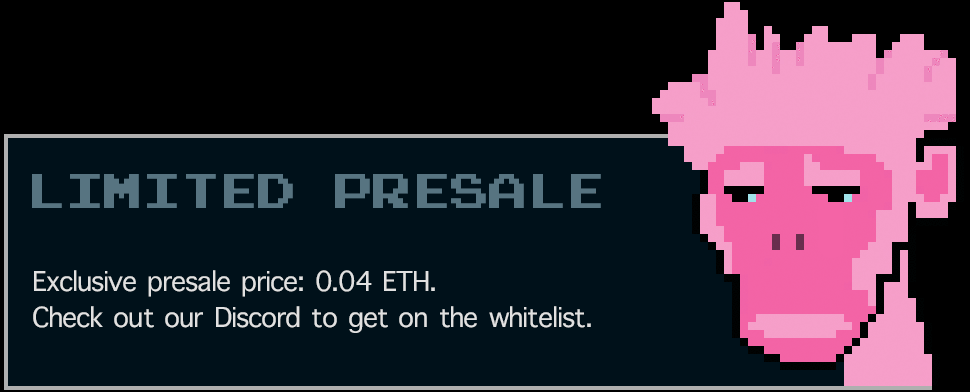 LIMITED PRESALE
Exclusive presale price: 0.04 ETH.
Check out our Discord to get on the whitelist.